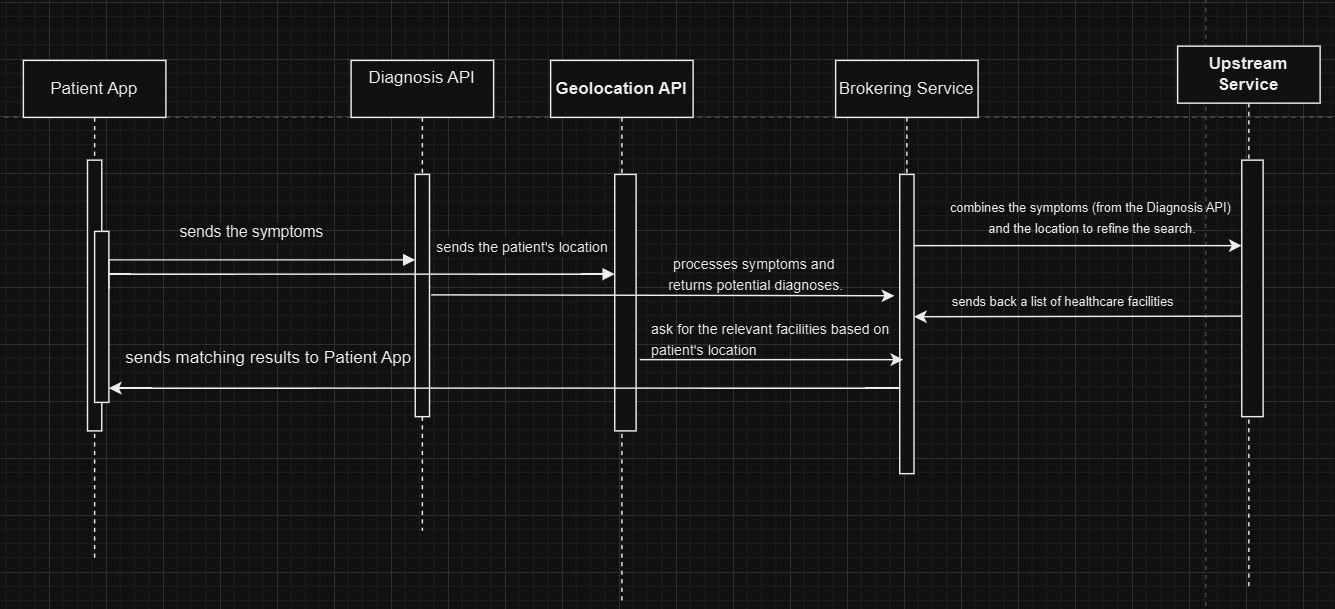 Patient App
Diagnosis API
Geolocation API
Brokering Service
Upstream
Service
combines the symptoms (from the Diagnosis API)
and the location to refine the search.
sends the symptoms
sends the patient's location
processes symptoms and
returns potential diagnoses.
sends back a list of healthcare facilities
ask for the relevant facilities based on
patient's location
sends matching results to Patient App